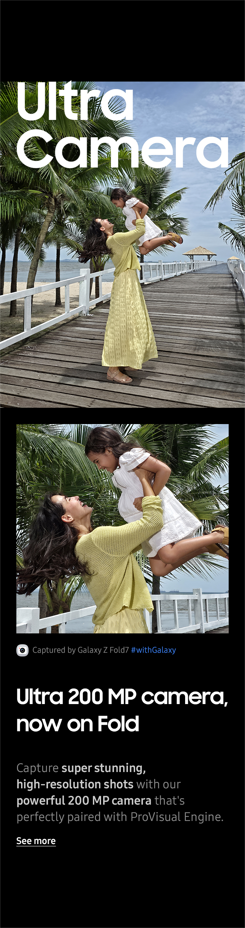 Ultra
Camera
Captured by Galaxy Z Fold7 #withGalaxy
Ultra 200 MP camera,
now on Fold
Capture super stunning,
high-resolution shots with our
powerful 200 MP camera that's
perfectly paired with ProVisual Engine.
See more